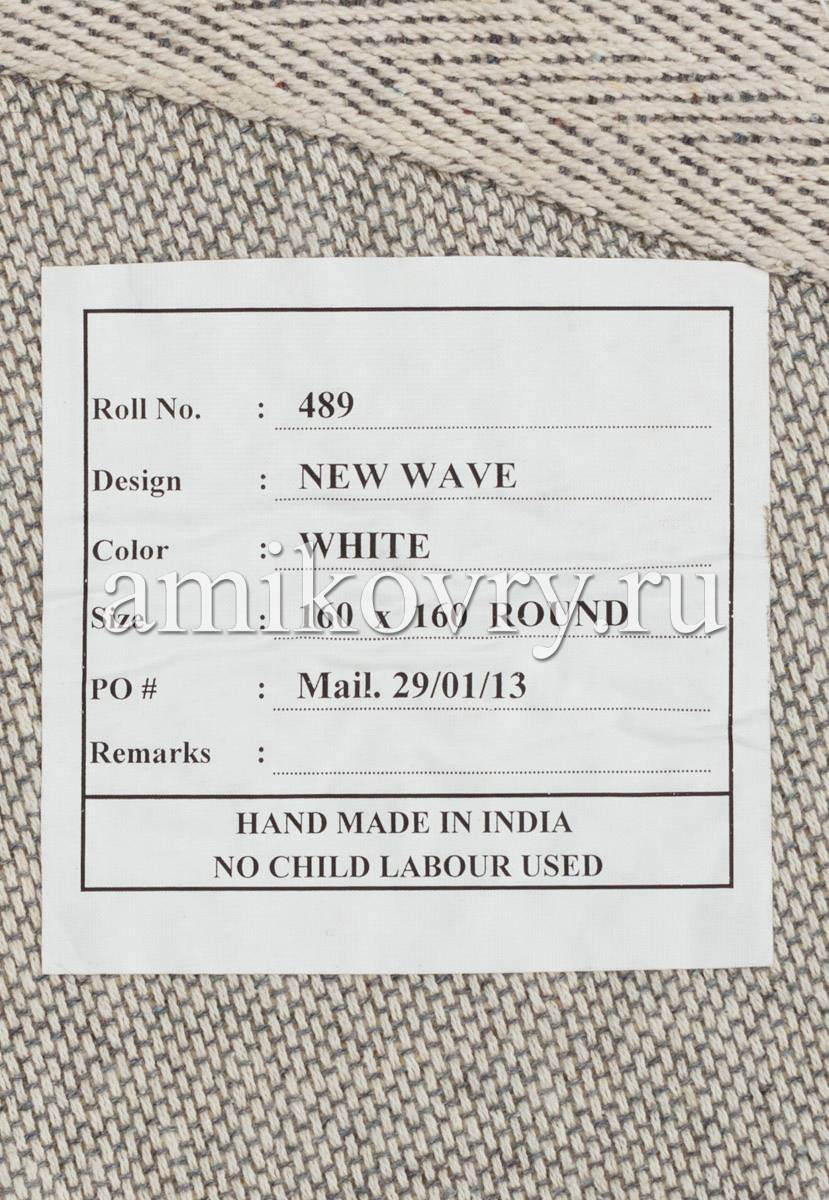 Roll No. : 489
Design : NEW WAVE
Color : WHITE
amikovry.ru
Size : 160 x 160 ROUND
PO # : Mail. 29/01/13
Remarks :
HAND MADE IN INDIA
NO CHILD LABOUR USED